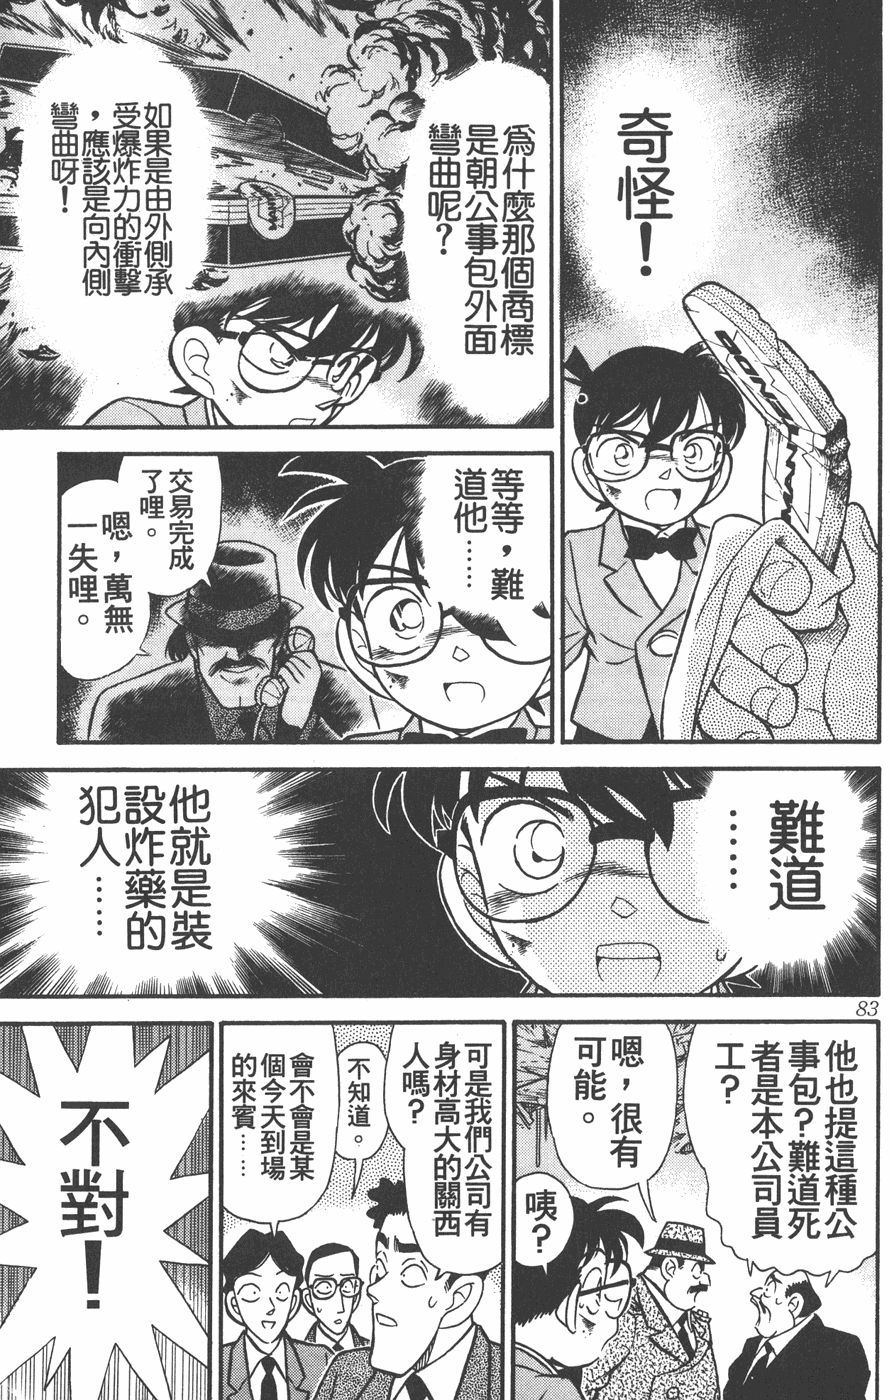 奇怪！
為什麼那個商標
是朝公事包外面
彎曲呢？
如果是由外側承
受爆炸力的衝擊
，應該是向內側
彎曲呀！
等等，難
道他……
交易完成
了哩。
嗯，萬無
一失哩。
難道
……
他就是裝
設炸藥的
犯人……
83
他也提這種公
事包？難道死
者是本公司員
工？
嗯，很有
可能。
咦？
可是我們公司有
身材高大的關西
人嗎？
不知道。
會不會是某
個今天到場
的來賓……
不對！